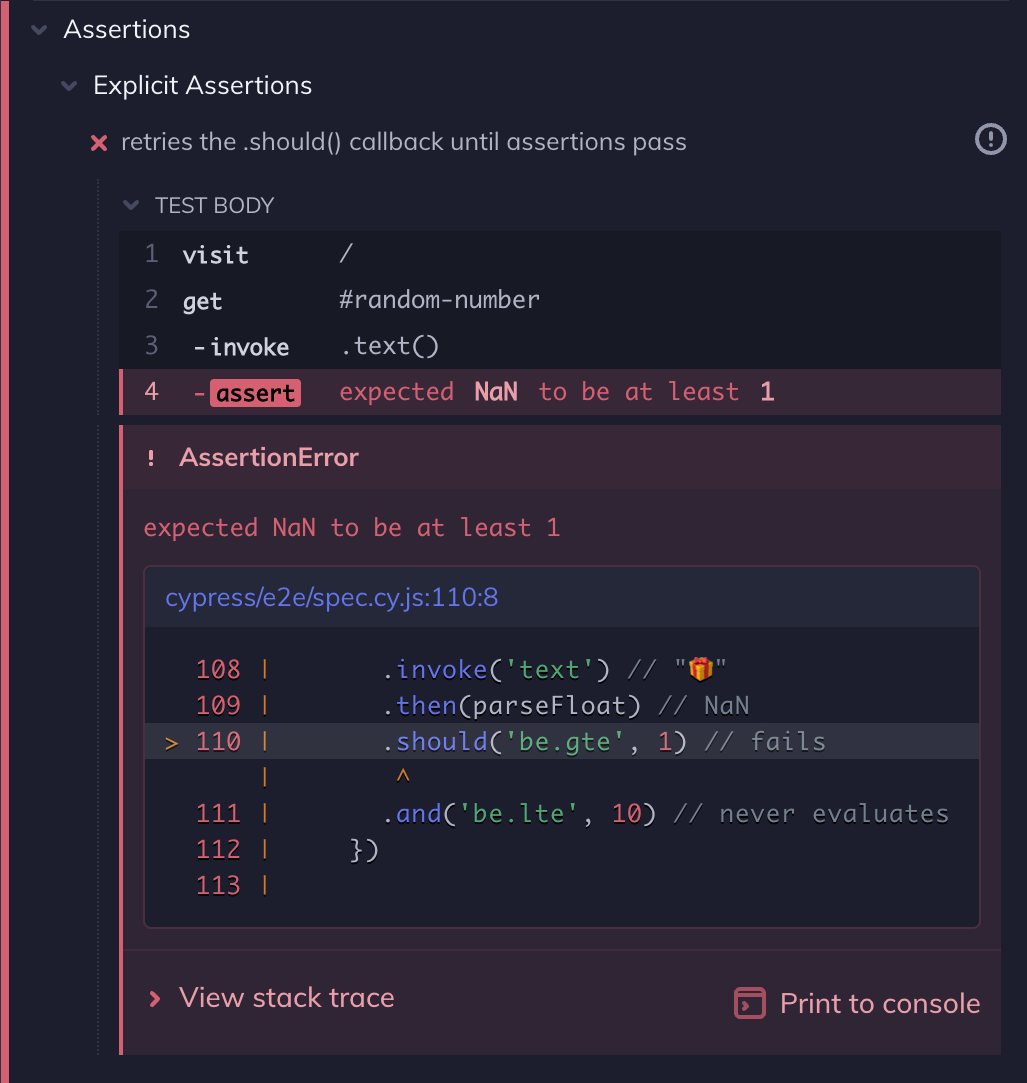 Assertions
Explicit Assertions
retries the .should() callback until assertions pass
TEST BODY
1 visit /
2 get #random-number
3 -invoke .text()
4 -assert expected NaN to be at least 1
! AssertionError
expected NaN to be at least 1
cypress/e2e/spec.cy.js:110:8
108 | .invoke('text') // "🎁"
109 | .then(parseFloat) // NaN
> 110 | .should('be.gte', 1) // fails
| ^
111 | .and('be.lte', 10) // never evaluates
112 | })
113 |
View stack trace
Print to console